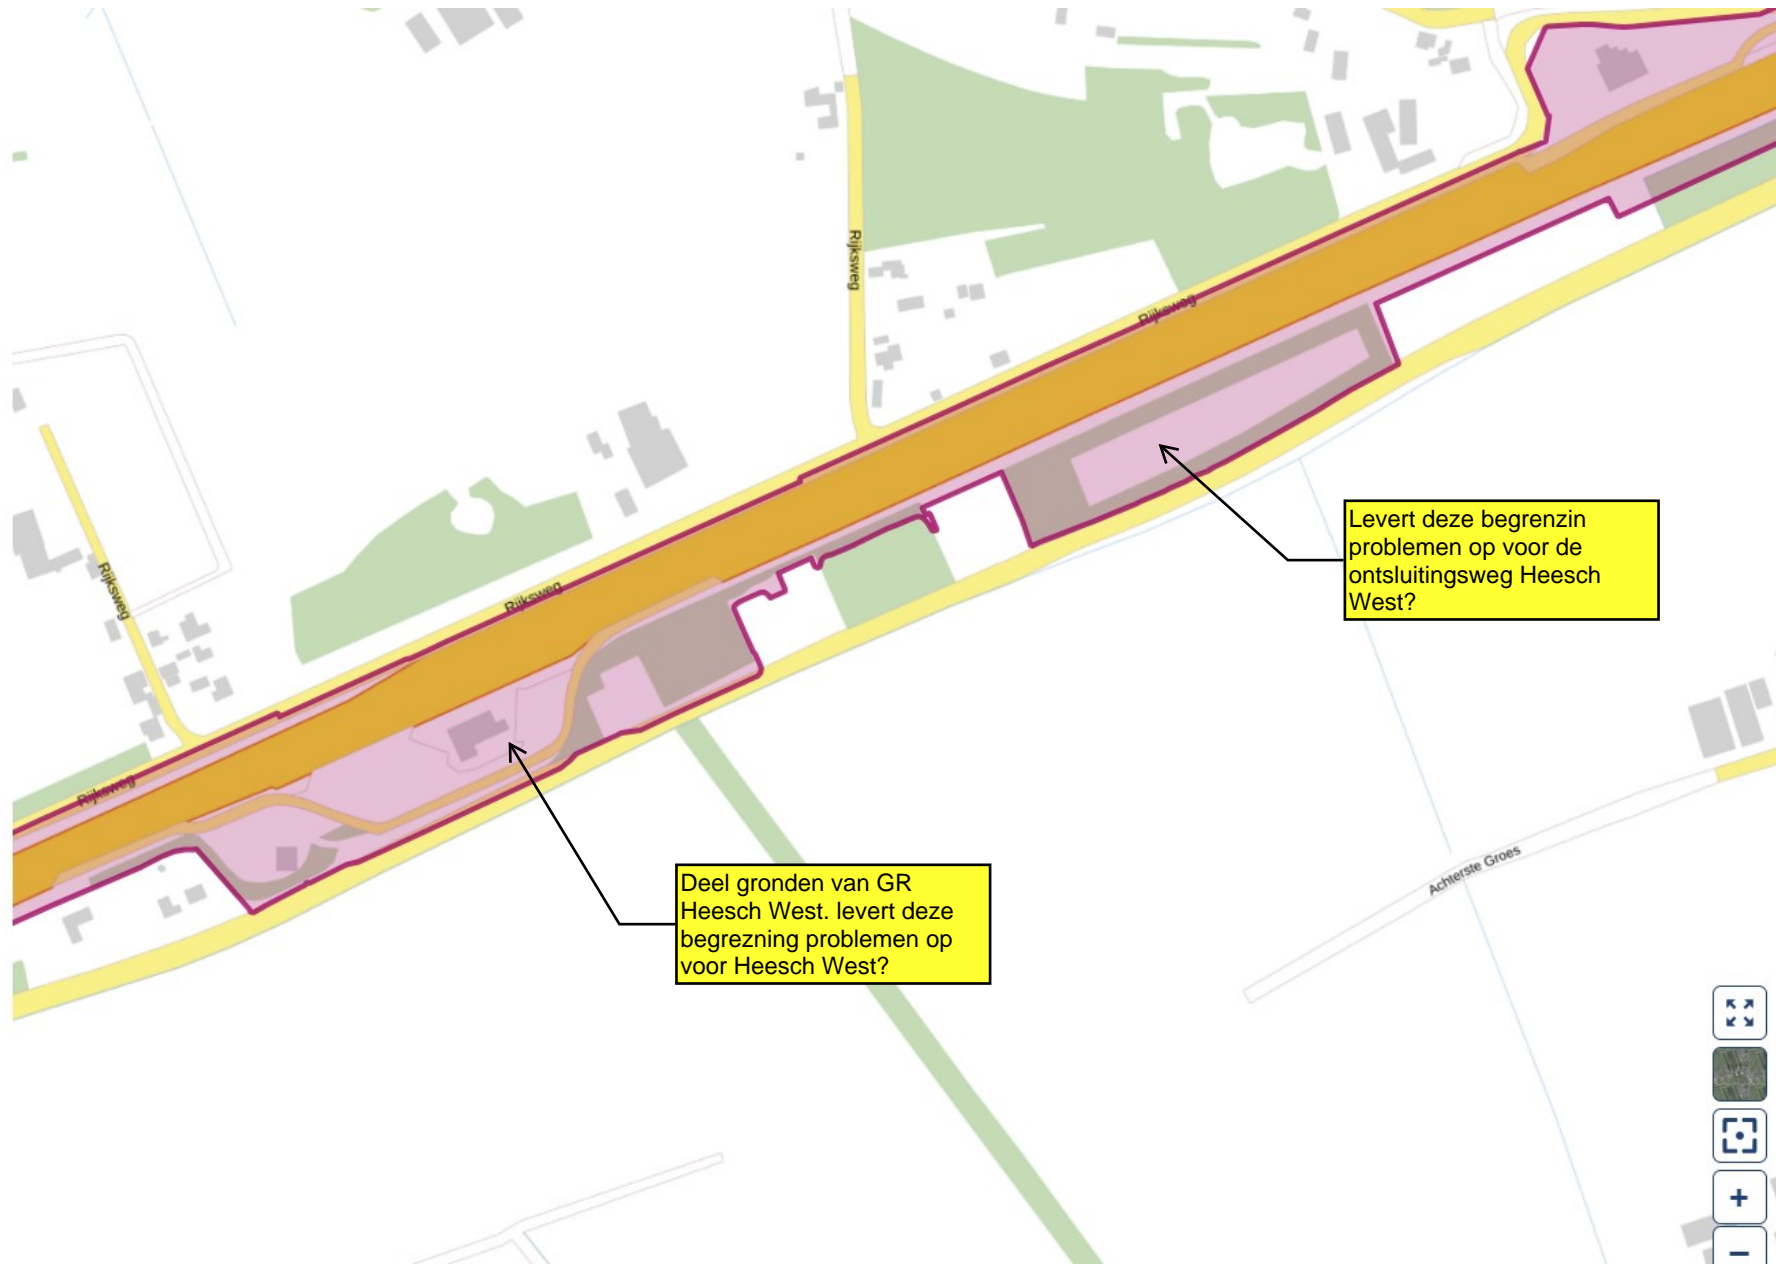 Rijksweg
Rijksweg
Levert deze begrenzin
problemen op voor de
ontsluitingsweg Heesch
West?
Rijksweg
Rijksweg
Rijksweg
Achterste Groes
Deel gronden van GR
Heesch West. levert deze
begrezning problemen op
voor Heesch West?
+
−